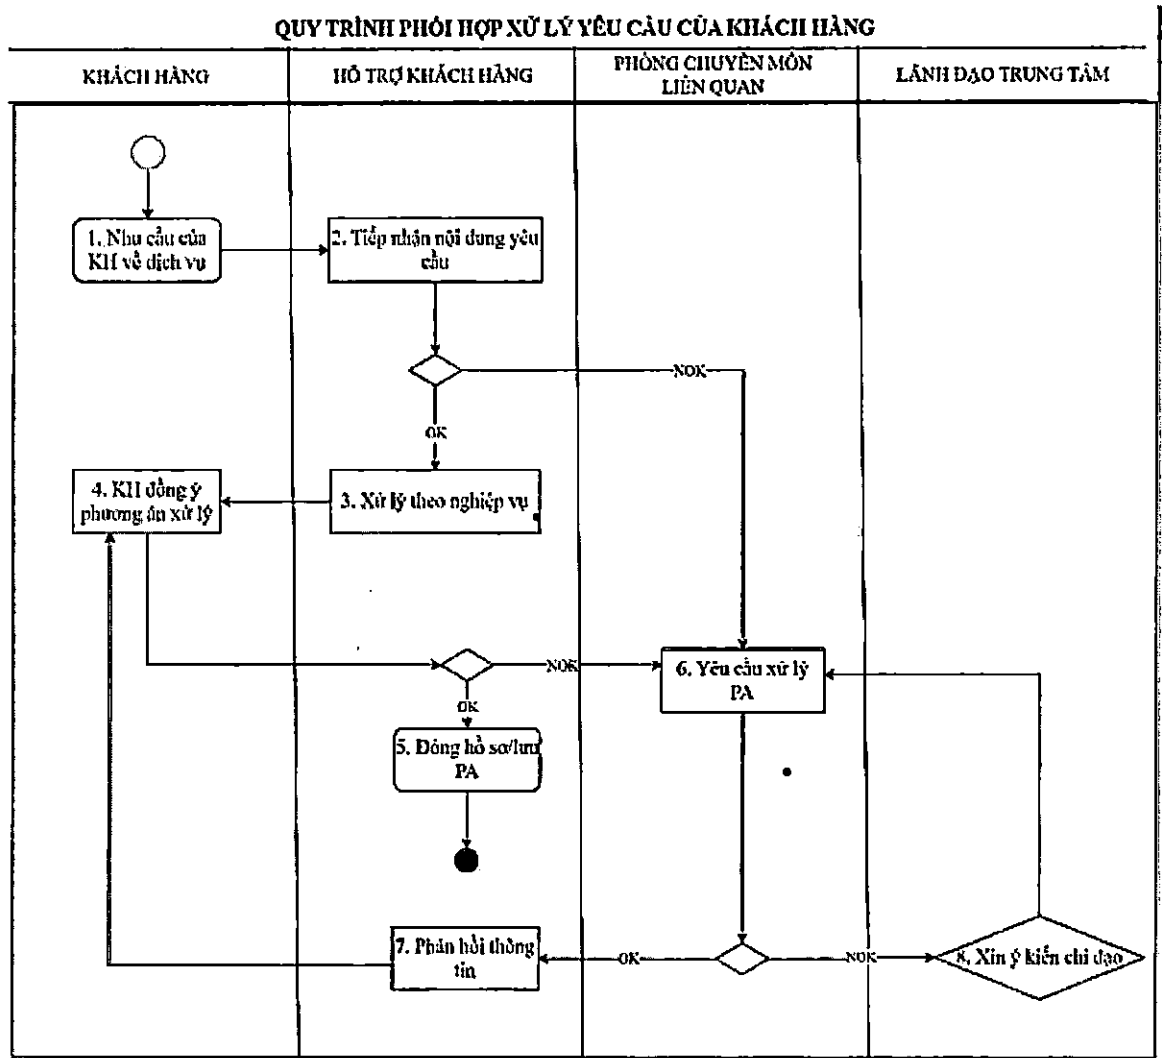 QUY TRÌNH PHỐI HỢP XỬ LÝ YÊU CẦU CỦA KHÁCH HÀNG
KHÁCH HÀNG
HỖ TRỢ KHÁCH HÀNG
PHÒNG CHUYÊN MÔN
LIÊN QUAN
LÃNH ĐẠO TRUNG TÂM
1. Nhu cầu của
KH về dịch vụ
2. Tiếp nhận nội dung yêu
cầu
NOK
OK
4. KH đồng ý
phương án xử lý
3. Xử lý theo nghiệp vụ
NOK
6. Yêu cầu xử lý
PA
OK
5. Đóng hồ sơ/lưu
PA
7. Phản hồi thông
tin
OK
NOK
8. Xin ý kiến chỉ đạo